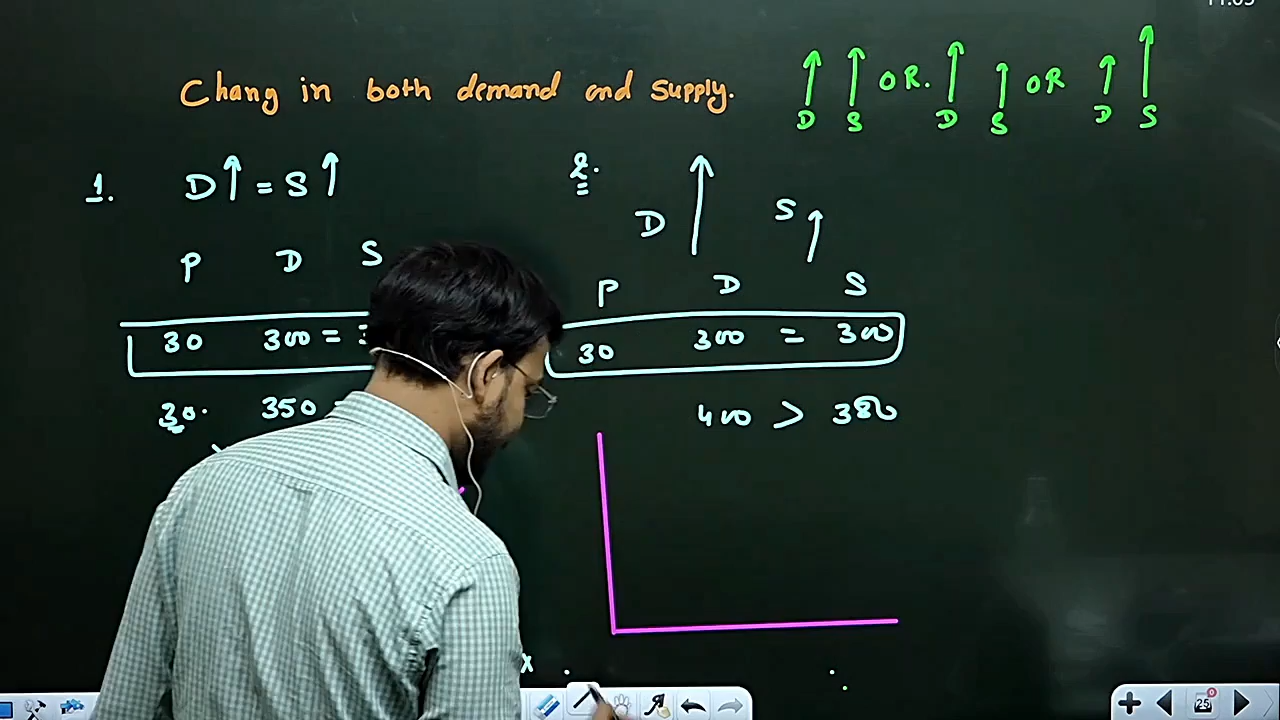 Chang in both demand and supply.
D S OR. D S OR D S
1. D = S
P D S
30 300 =
30. 350
2.
D S
P D S
30 300 = 300
400 > 380
x
25